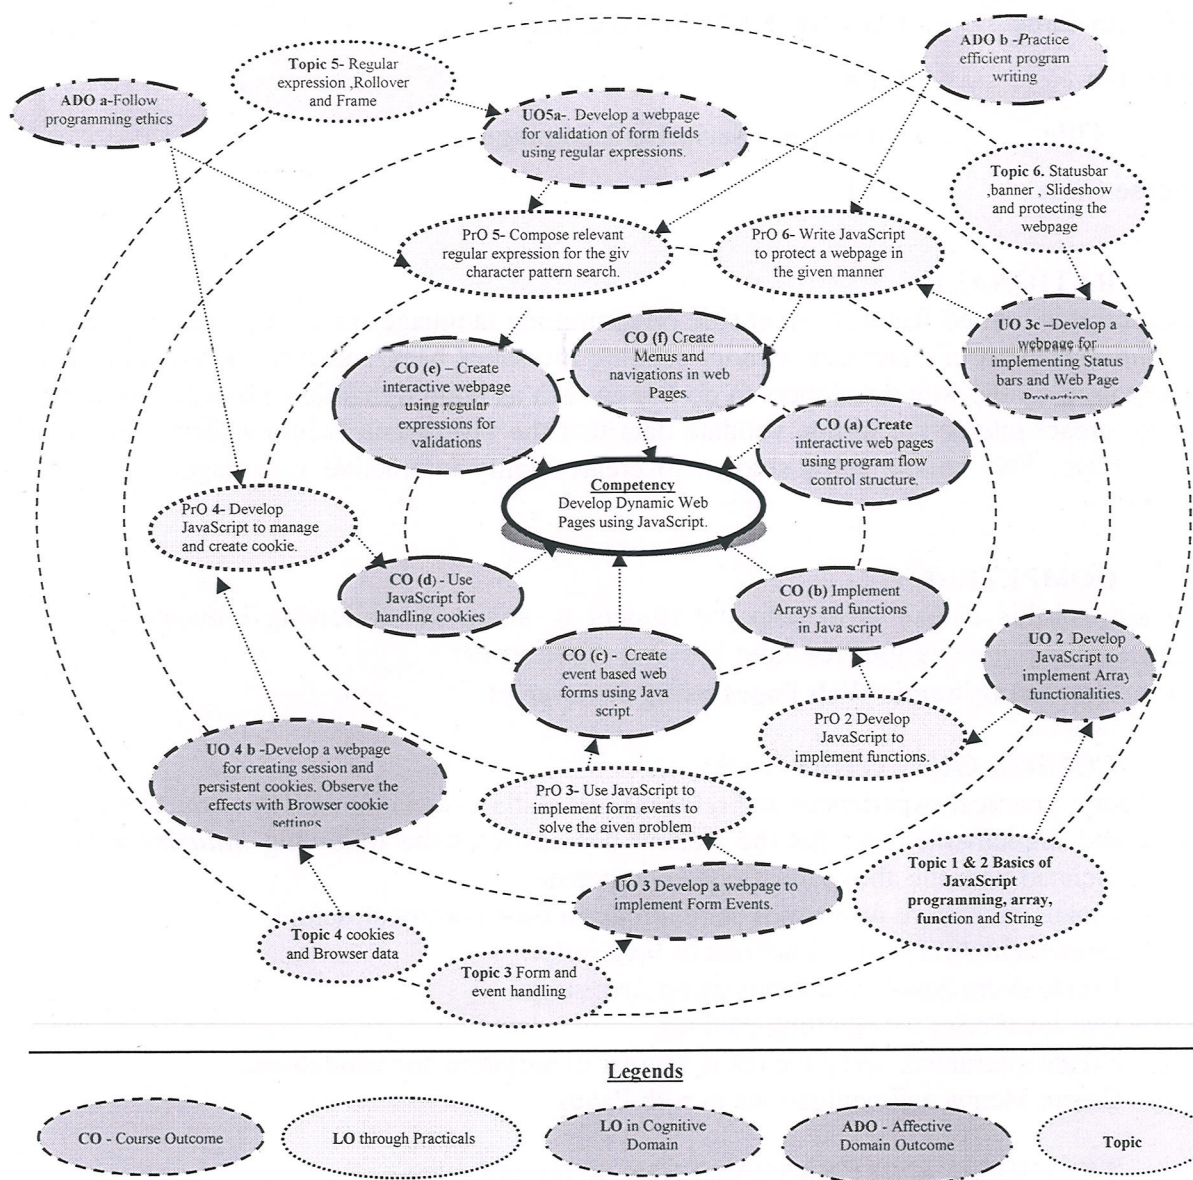 ADO b -Practice
efficient program
writing
Topic 5- Regular
expression ,Rollover
and Frame
ADO a-Follow
programming ethics
UO5a-. Develop a webpage
for validation of form fields
using regular expressions.
Topic 6. Statusbar
,banner , Slideshow
and protecting the
webpage
PrO 5- Compose relevant
regular expression for the giv
character pattern search.
PrO 6- Write JavaScript
to protect a webpage in
the given manner
UO 3c –Develop a
webpage for
implementing Status
bars and Web Page
Protection
CO (f) Create
Menus and
navigations in web
Pages.
CO (e) – Create
interactive webpage
using regular
expressions for
validations
CO (a) Create
interactive web pages
using program flow
control structure.
Competency
Develop Dynamic Web
Pages using JavaScript.
PrO 4- Develop
JavaScript to manage
and create cookie.
CO (d) - Use
JavaScript for
handling cookies
CO (b) Implement
Arrays and functions
in Java script
CO (c) - Create
event based web
forms using Java
script.
UO 2 Develop
JavaScript to
implement Array
functionalities.
PrO 2 Develop
JavaScript to
implement functions.
UO 4 b -Develop a webpage
for creating session and
persistent cookies. Observe the
effects with Browser cookie
settings
PrO 3- Use JavaScript to
implement form events to
solve the given problem
UO 3 Develop a webpage to
implement Form Events.
Topic 1 & 2 Basics of
JavaScript
programming, array,
function and String
Topic 4 cookies
and Browser data
Topic 3 Form and
event handling
Legends
CO - Course Outcome
LO through Practicals
LO in Cognitive
Domain
ADO - Affective
Domain Outcome
Topic